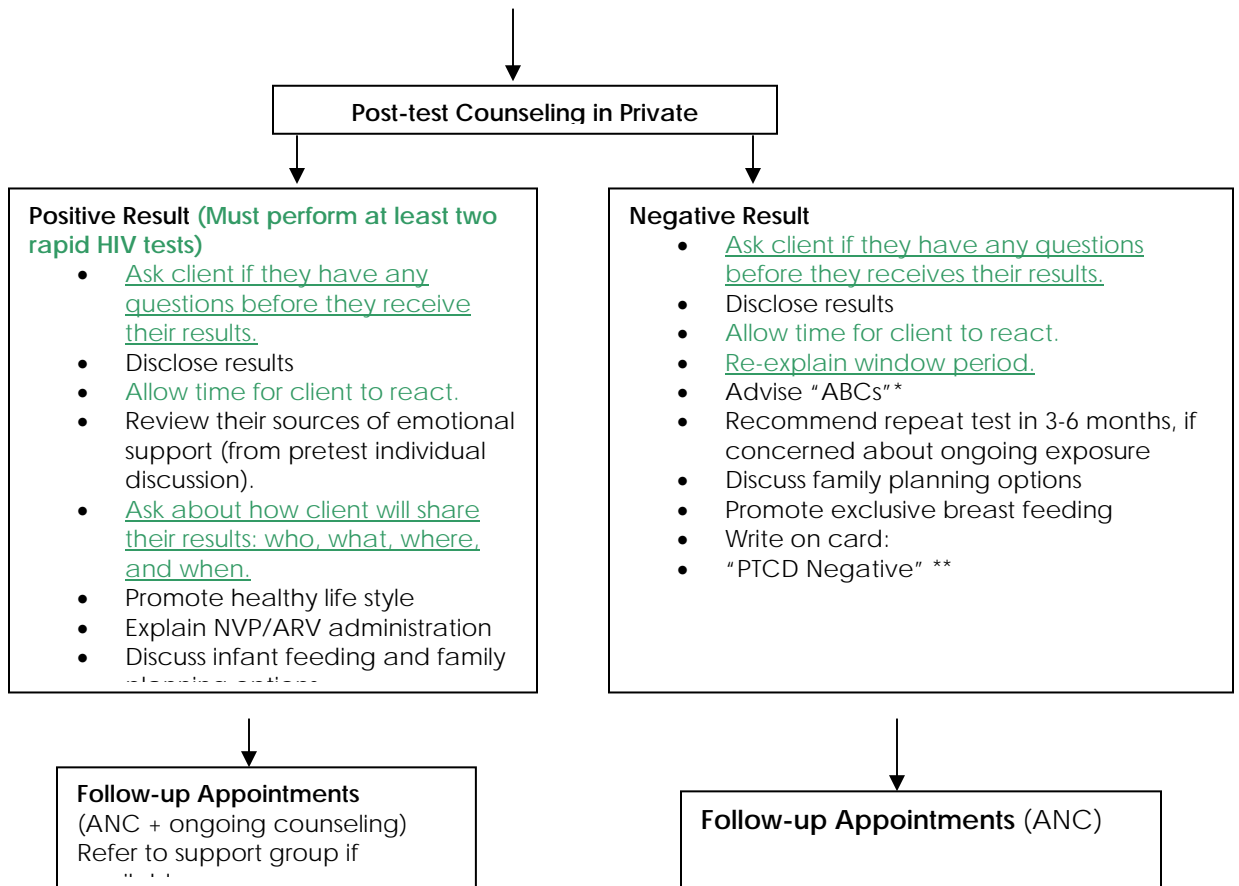 Post-test Counseling in Private
Positive Result (Must perform at least two
rapid HIV tests)
• Ask client if they have any
questions before they receive
their results.
• Disclose results
• Allow time for client to react.
• Review their sources of emotional
support (from pretest individual
discussion).
• Ask about how client will share
their results: who, what, where,
and when.
• Promote healthy life style
• Explain NVP/ARV administration
• Discuss infant feeding and family
Negative Result
• Ask client if they have any questions
before they receives their results.
• Disclose results
• Allow time for client to react.
• Re-explain window period.
• Advise “ABCs”*
• Recommend repeat test in 3-6 months, if
concerned about ongoing exposure
• Discuss family planning options
• Promote exclusive breast feeding
• Write on card:
• “PTCD Negative” **
Follow-up Appointments
(ANC + ongoing counseling)
Refer to support group if
Follow-up Appointments (ANC)